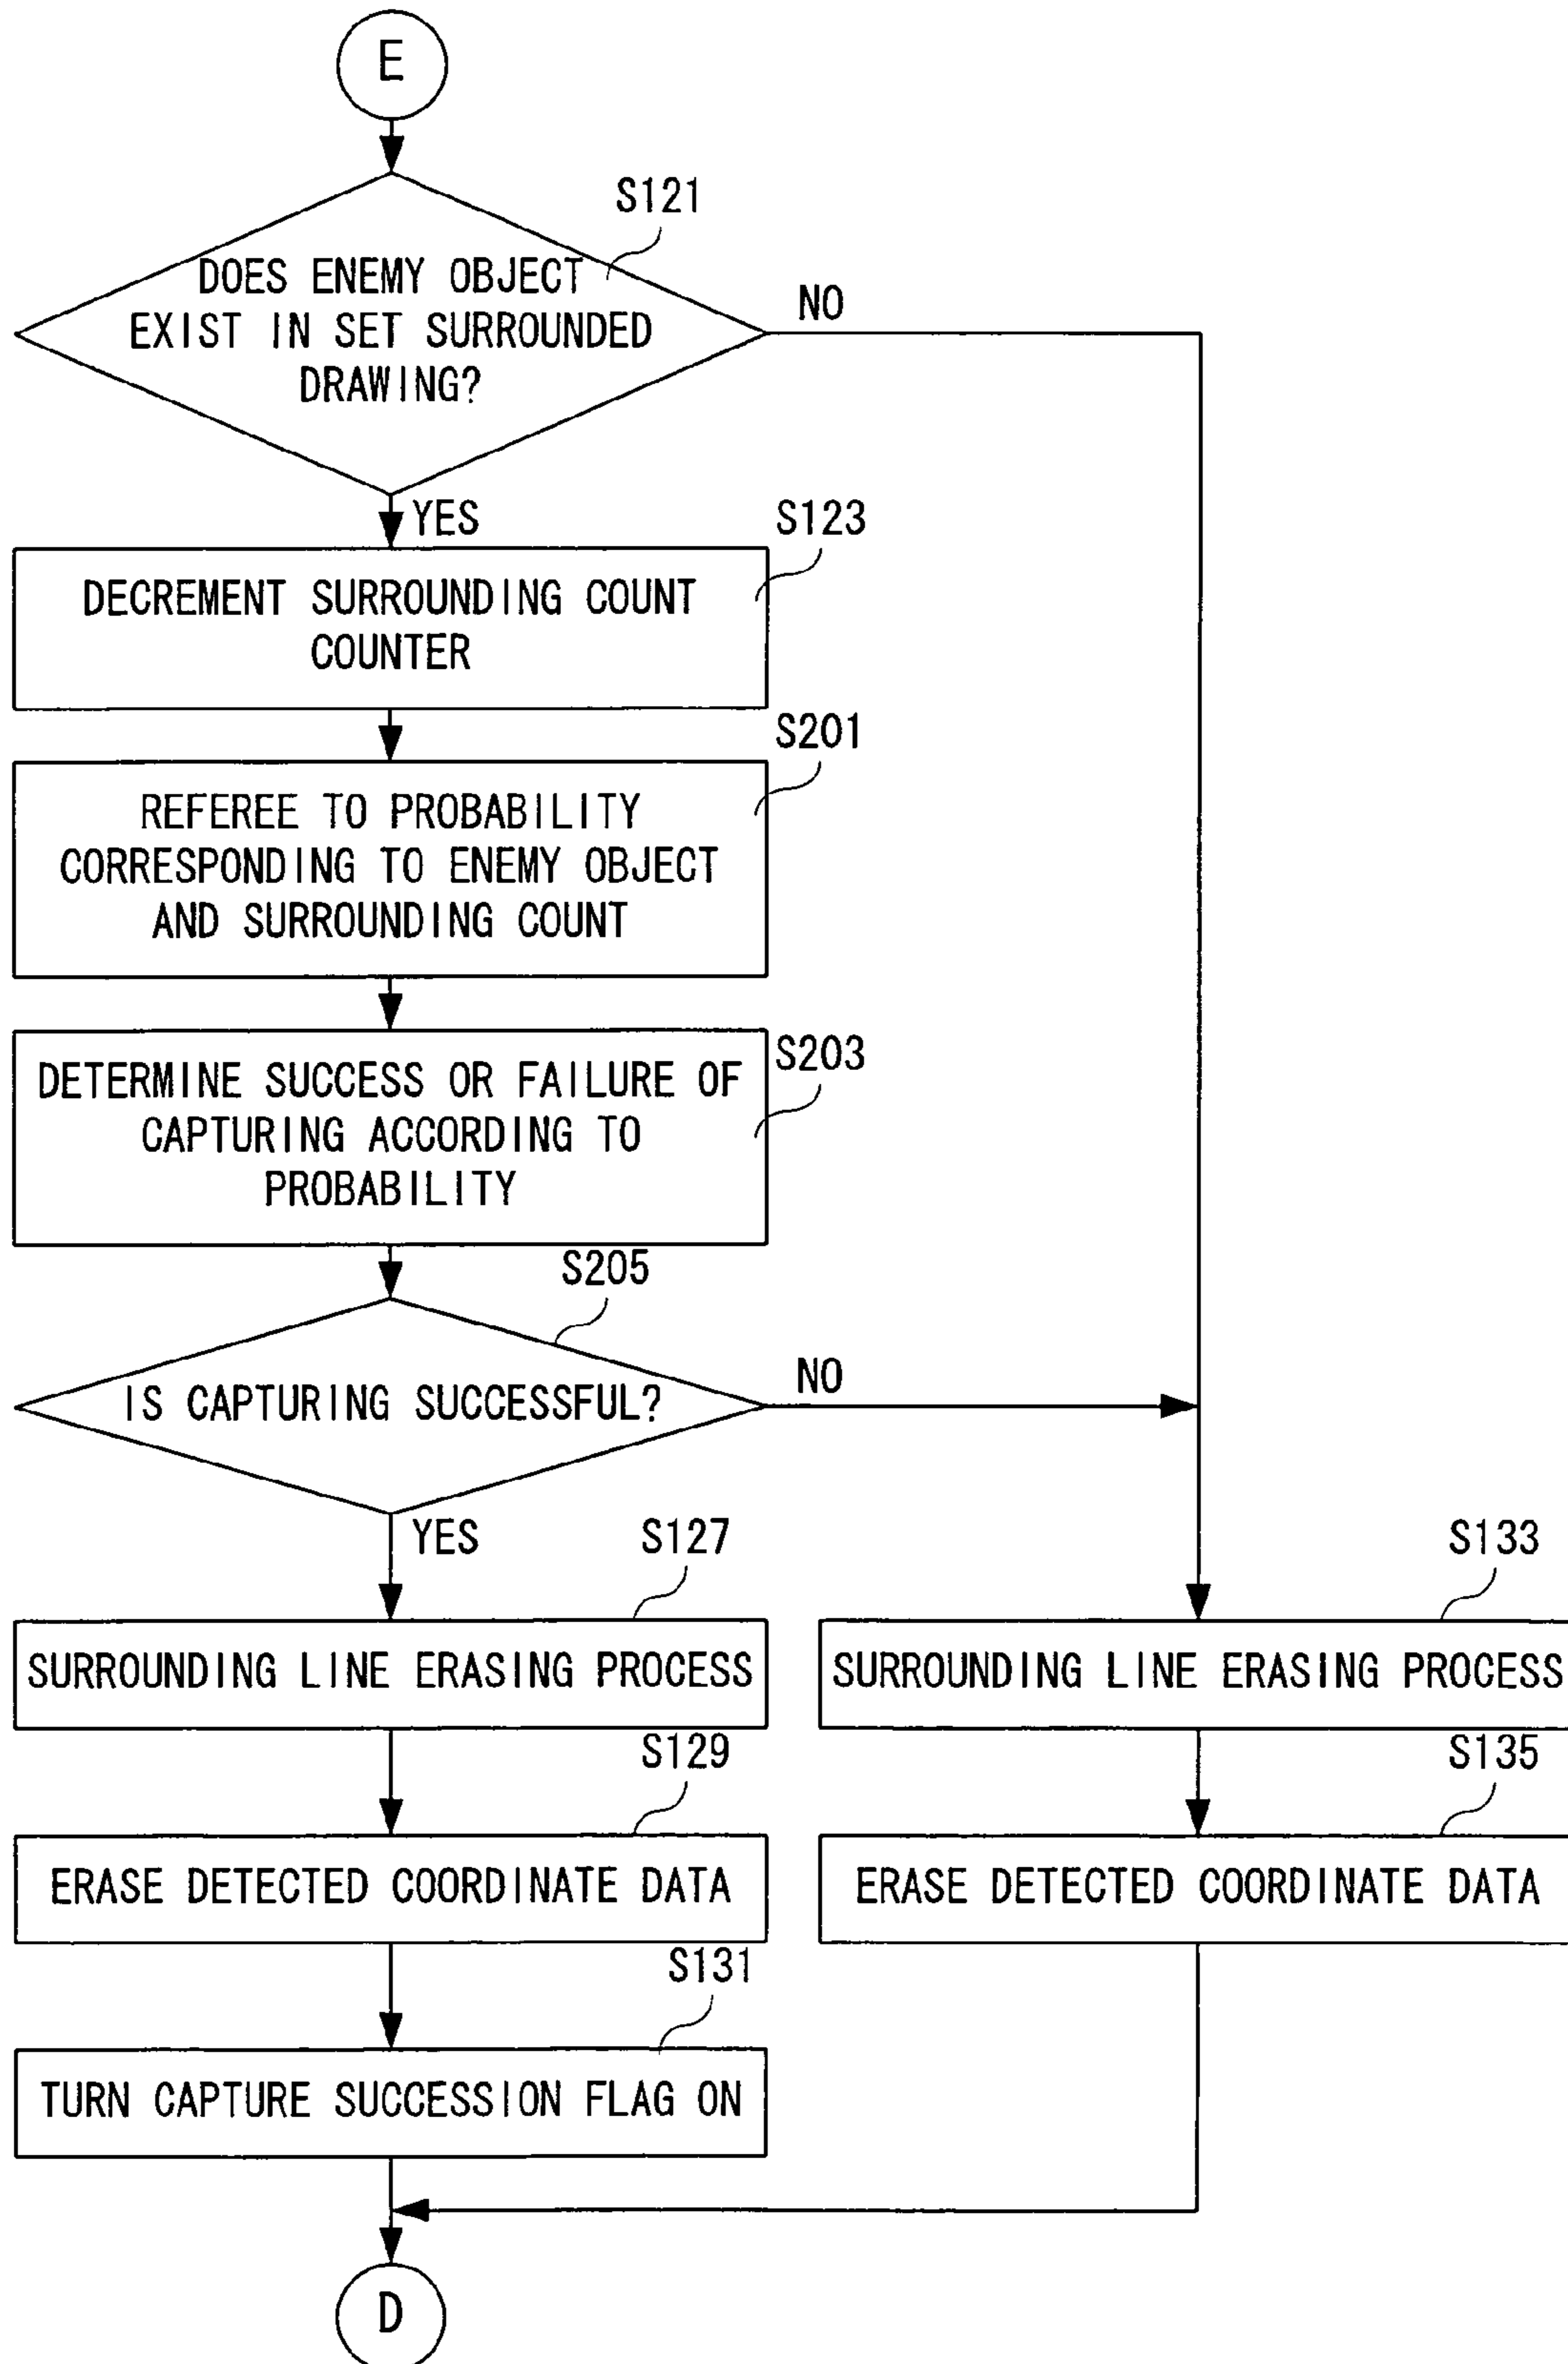 E
S121
DOES ENEMY OBJECT
EXIST IN SET SURROUNDED
DRAWING?
NO
YES
S123
DECREMENT SURROUNDING COUNT
COUNTER
S201
REFEREE TO PROBABILITY
CORRESPONDING TO ENEMY OBJECT
AND SURROUNDING COUNT
S203
DETERMINE SUCCESS OR FAILURE OF
CAPTURING ACCORDING TO
PROBABILITY
S205
IS CAPTURING SUCCESSFUL?
NO
YES
S127
SURROUNDING LINE ERASING PROCESS
S133
SURROUNDING LINE ERASING PROCESS
S129
ERASE DETECTED COORDINATE DATA
S135
ERASE DETECTED COORDINATE DATA
S131
TURN CAPTURE SUCCESSION FLAG ON
D